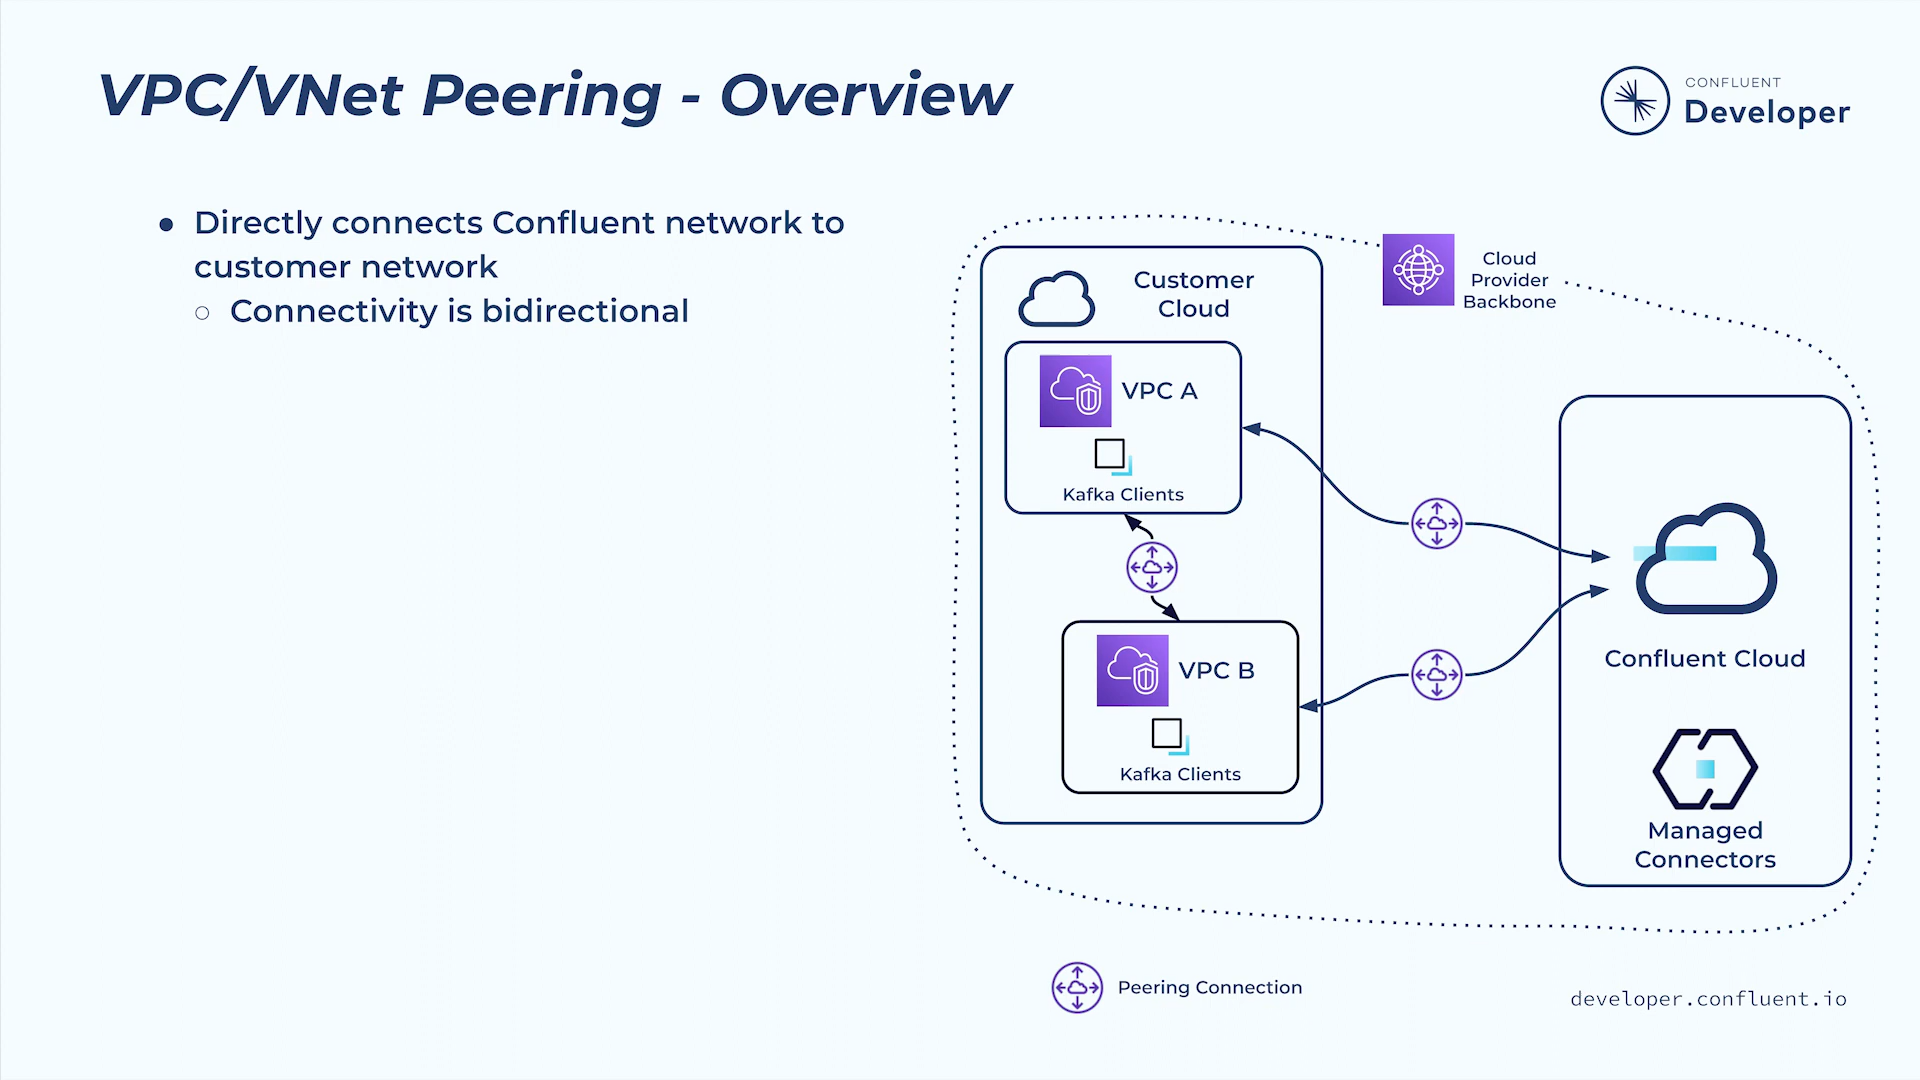 VPC/VNet Peering - Overview
CONFLUENT
Developer
● Directly connects Confluent network to
customer network
○ Connectivity is bidirectional
Cloud
Provider
Backbone
Customer
Cloud
VPC A
Kafka Clients
VPC B
Kafka Clients
Confluent Cloud
Managed
Connectors
Peering Connection
developer.confluent.io